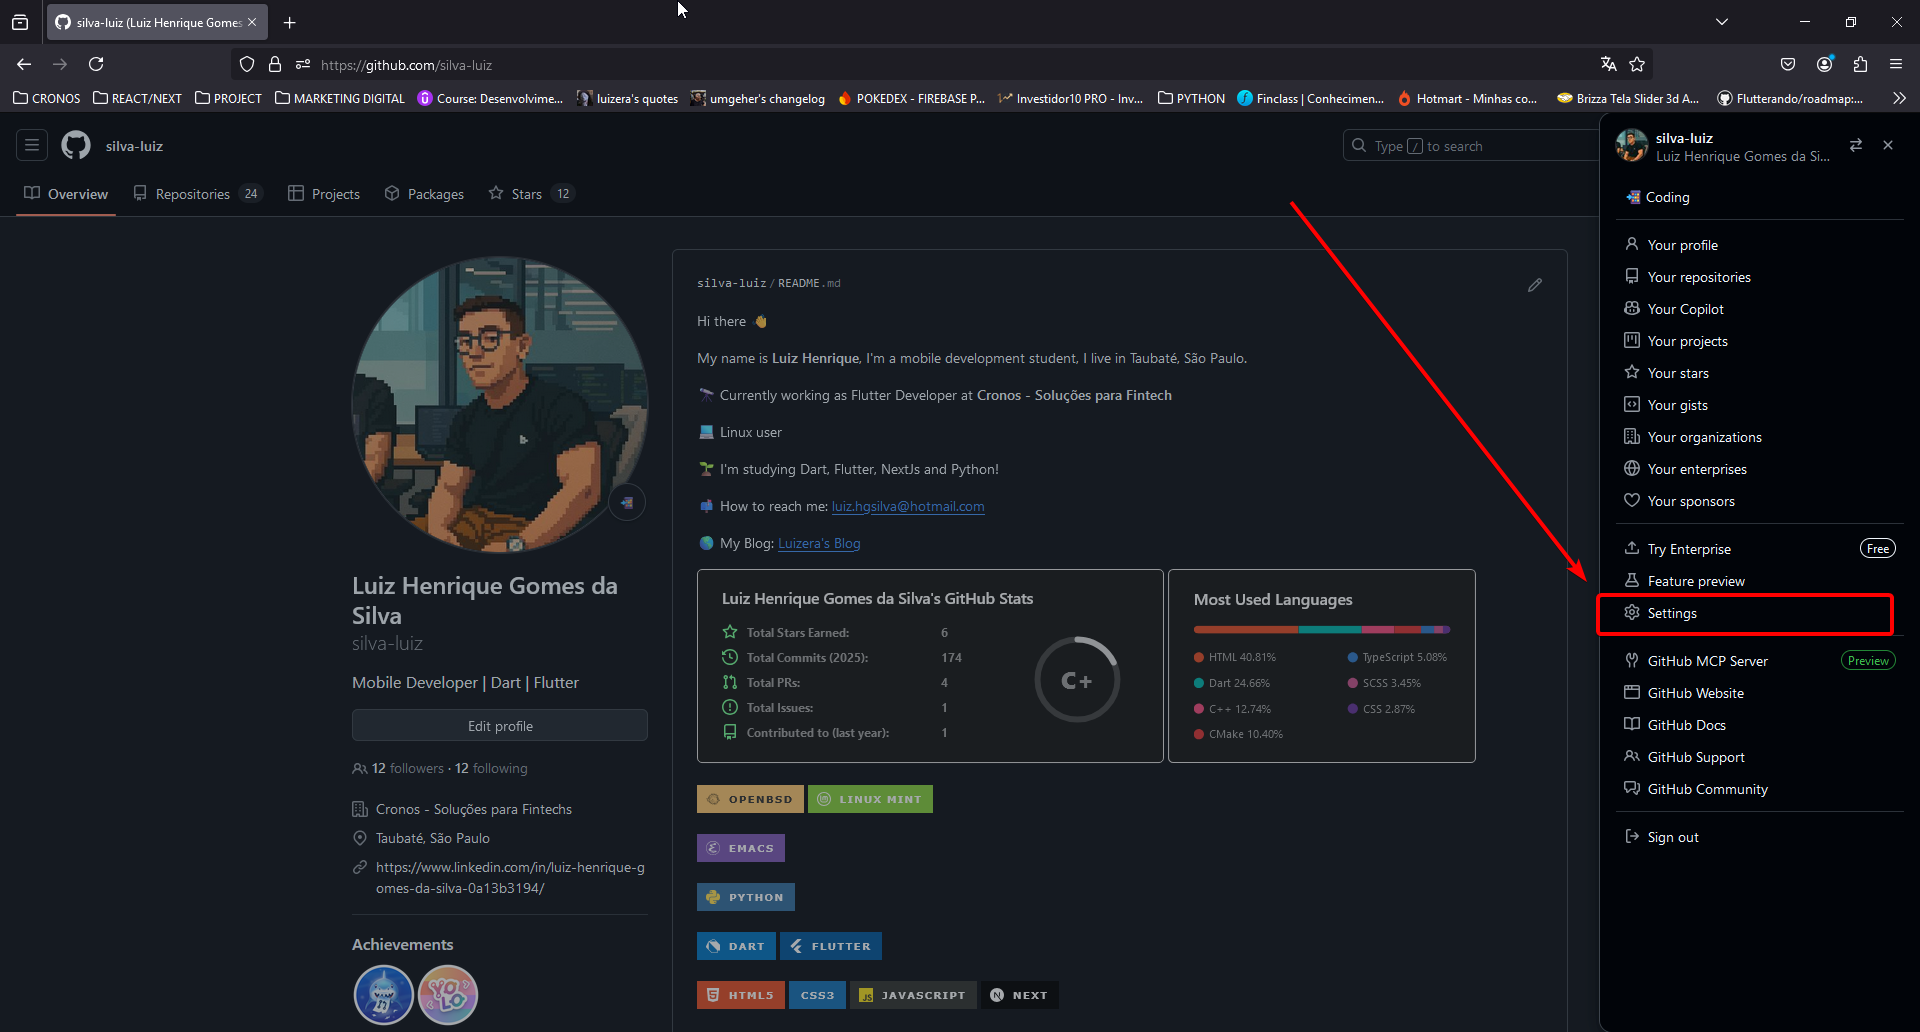 silva-luiz (Luiz Henrique Gomes
https://github.com/silva-luiz
CRONOS
REACT/NEXT
PROJECT
MARKETING DIGITAL
Course: Desenvolvime...
luizera's quotes
umgeher's changelog
POKEDEX - FIREBASE P...
Investidor10 PRO - Inv...
PYTHON
Finclass | Conhecimen...
Hotmart - Minhas co...
Brizza Tela Slider 3d A...
Flutterando/roadmap:...
silva-luiz
Type / to search
Overview
Repositories 24
Projects
Packages
Stars 12
Luiz Henrique Gomes da
Silva
silva-luiz
Mobile Developer | Dart | Flutter
Edit profile
12 followers · 12 following
Cronos - Soluções para Fintechs
Taubaté, São Paulo
https://www.linkedin.com/in/luiz-henrique-g
omes-da-silva-0a13b3194/
Achievements
YOLO
silva-luiz / README.md
Hi there
My name is Luiz Henrique, I'm a mobile development student, I live in Taubaté, São Paulo.
Currently working as Flutter Developer at Cronos - Soluções para Fintech
Linux user
I'm studying Dart, Flutter, NextJs and Python!
How to reach me: luiz.hgsilva@hotmail.com
My Blog: Luizera's Blog
Luiz Henrique Gomes da Silva's GitHub Stats
Total Stars Earned: 6
Total Commits (2025): 174
Total PRs: 4
Total Issues: 1
Contributed to (last year): 1
C+
Most Used Languages
HTML 40.81%
Dart 24.66%
C++ 12.74%
CMake 10.40%
TypeScript 5.08%
SCSS 3.45%
CSS 2.87%
OPENBSD
LINUX MINT
EMACS
PYTHON
DART
FLUTTER
HTML5
CSS3
JS JAVASCRIPT
N NEXT
silva-luiz
Luiz Henrique Gomes da Si...
Coding
Your profile
Your repositories
Your Copilot
Your projects
Your stars
Your gists
Your organizations
Your enterprises
Your sponsors
Try Enterprise Free
Feature preview
Settings
GitHub MCP Server Preview
GitHub Website
GitHub Docs
GitHub Support
GitHub Community
Sign out